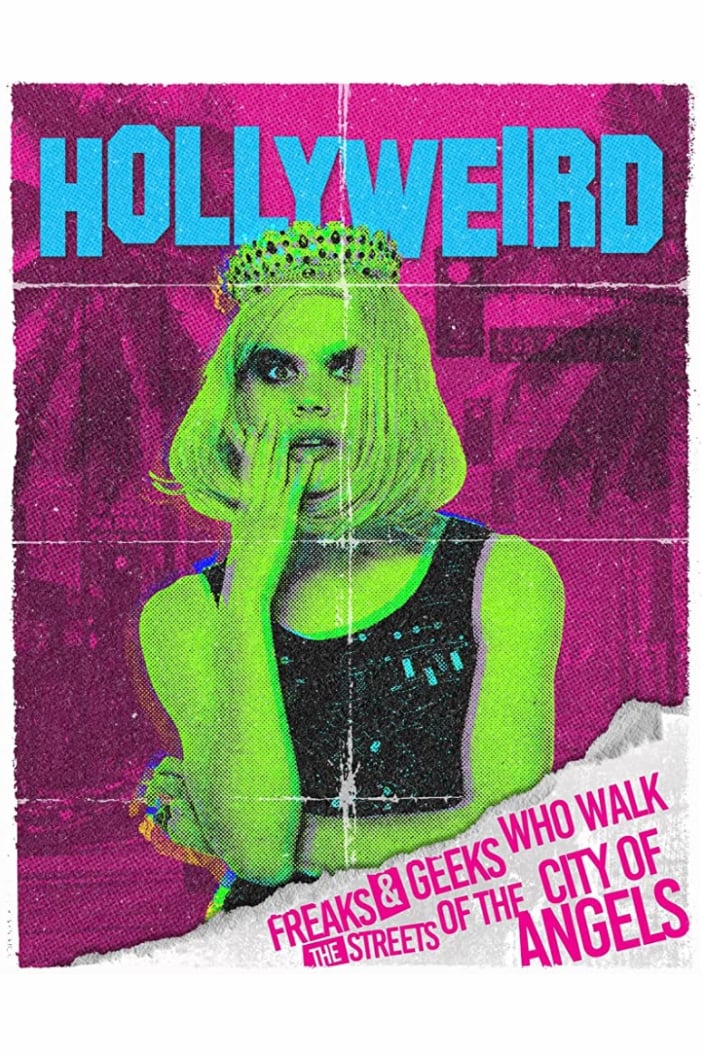 HOLLYWEIRD
FREAKS & GEEKS WHO WALK
THE STREETS OF THE CITY OF
ANGELS